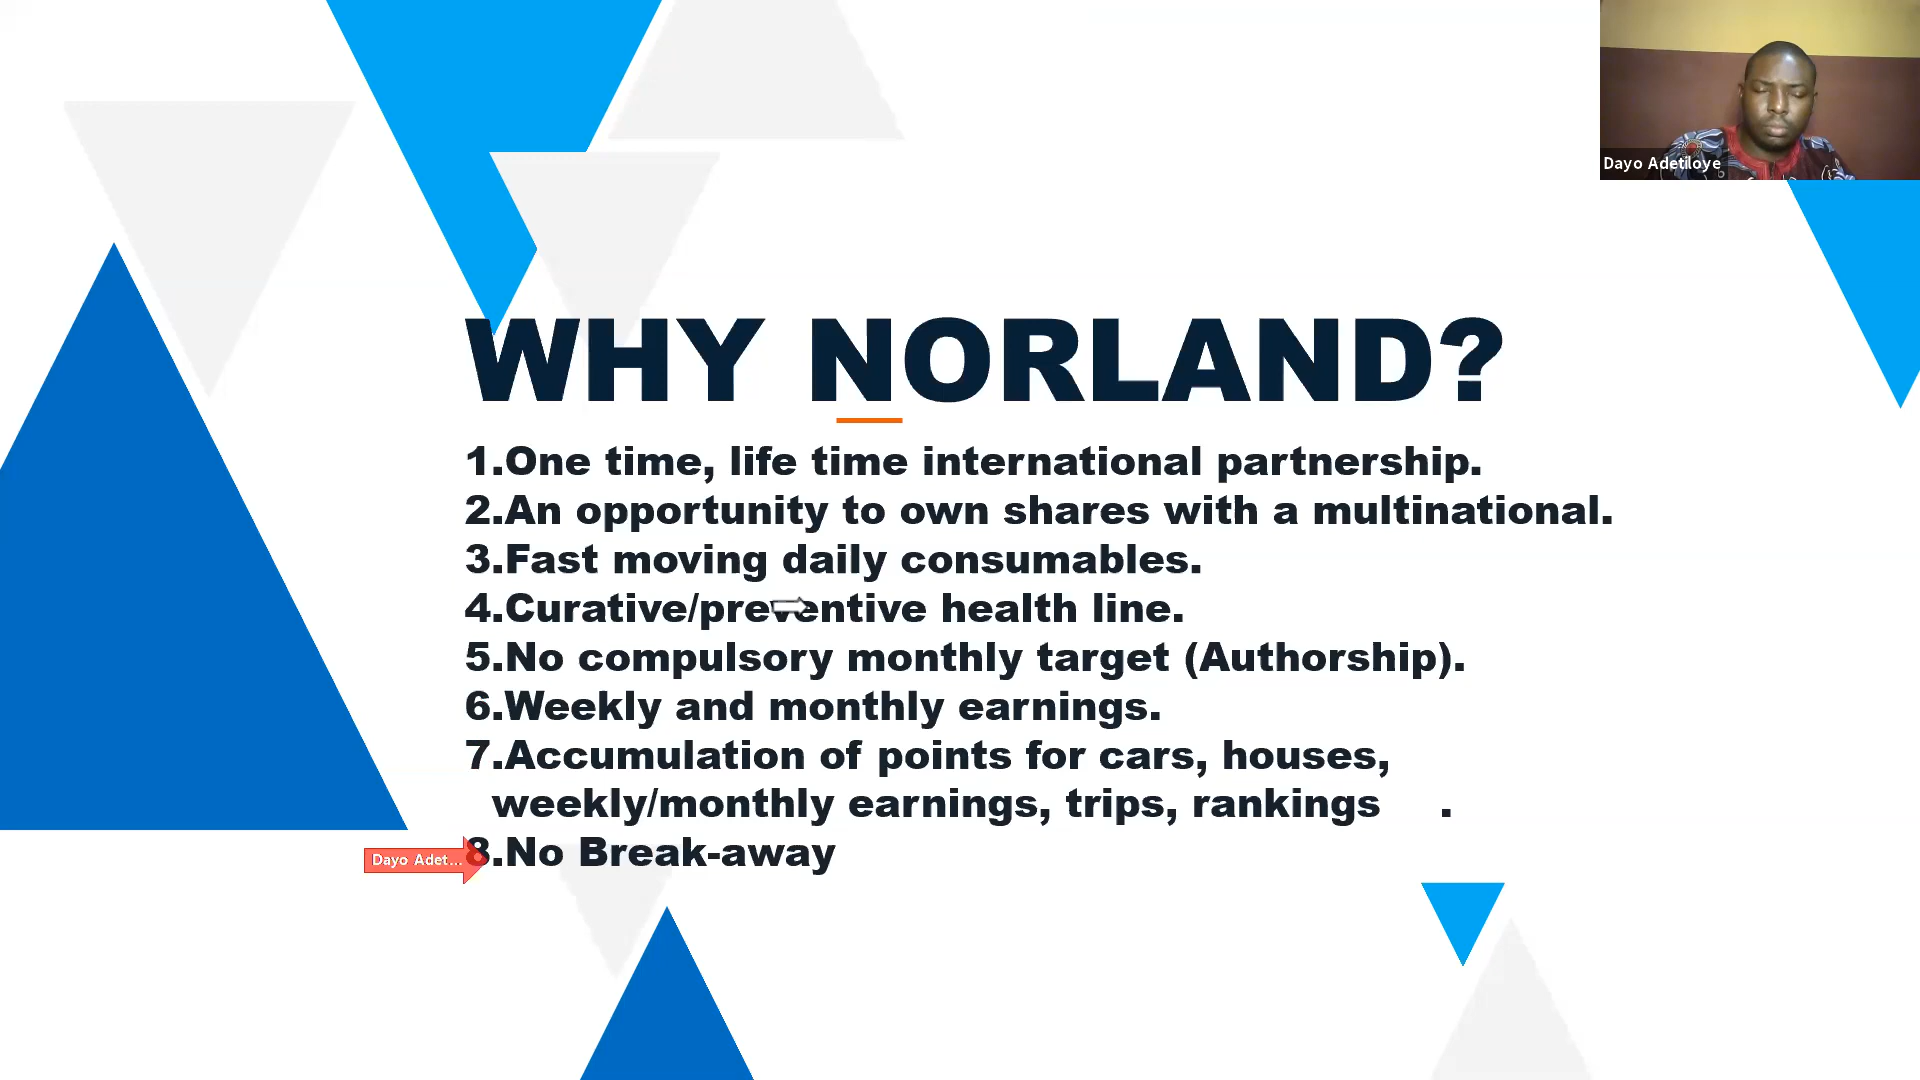 Dayo Adetiloye
WHY NORLAND?
1.One time, life time international partnership.
2.An opportunity to own shares with a multinational.
3.Fast moving daily consumables.
4.Curative/preventive health line.
5.No compulsory monthly target (Authorship).
6.Weekly and monthly earnings.
7.Accumulation of points for cars, houses,
weekly/monthly earnings, trips, rankings .
Dayo Adet...
8.No Break-away